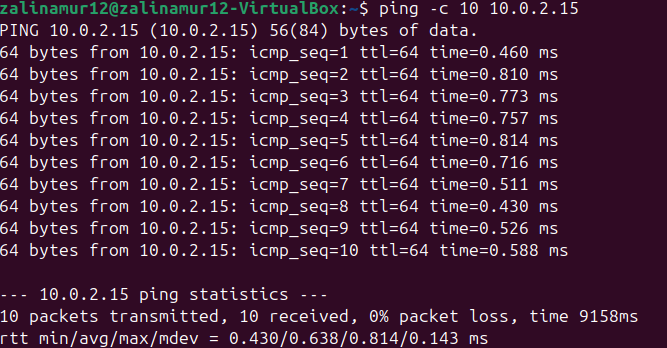 zalinamur12@zalinamur12-VirtualBox:~$ ping -c 10 10.0.2.15
PING 10.0.2.15 (10.0.2.15) 56(84) bytes of data.
64 bytes from 10.0.2.15: icmp_seq=1 ttl=64 time=0.460 ms
64 bytes from 10.0.2.15: icmp_seq=2 ttl=64 time=0.810 ms
64 bytes from 10.0.2.15: icmp_seq=3 ttl=64 time=0.773 ms
64 bytes from 10.0.2.15: icmp_seq=4 ttl=64 time=0.757 ms
64 bytes from 10.0.2.15: icmp_seq=5 ttl=64 time=0.814 ms
64 bytes from 10.0.2.15: icmp_seq=6 ttl=64 time=0.716 ms
64 bytes from 10.0.2.15: icmp_seq=7 ttl=64 time=0.511 ms
64 bytes from 10.0.2.15: icmp_seq=8 ttl=64 time=0.430 ms
64 bytes from 10.0.2.15: icmp_seq=9 ttl=64 time=0.526 ms
64 bytes from 10.0.2.15: icmp_seq=10 ttl=64 time=0.588 ms

--- 10.0.2.15 ping statistics ---
10 packets transmitted, 10 received, 0% packet loss, time 9158ms
rtt min/avg/max/mdev = 0.430/0.638/0.814/0.143 ms